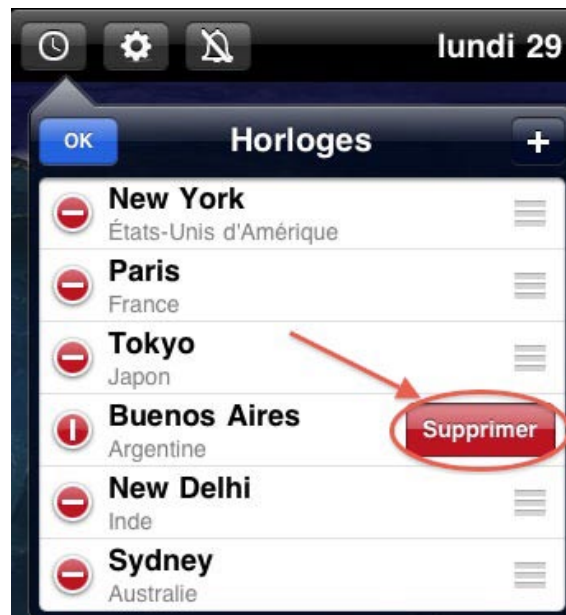 lundi 29
OK
Horloges
+
New York
États-Unis d'Amérique
Paris
France
Tokyo
Japon
Buenos Aires
Argentine
Supprimer
New Delhi
Inde
Sydney
Australie